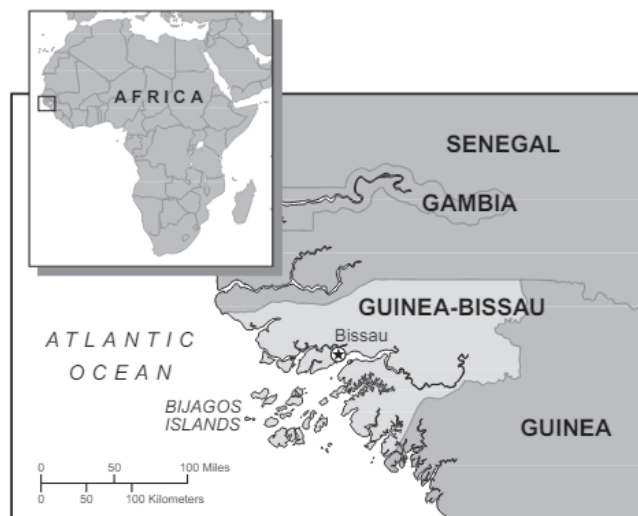 AFRICA
SENEGAL
GAMBIA
GUINEA-BISSAU
Bissau
ATLANTIC
OCEAN
BIJAGOS
ISLANDS
GUINEA
0 50 100 Miles
0 50 100 Kilometers